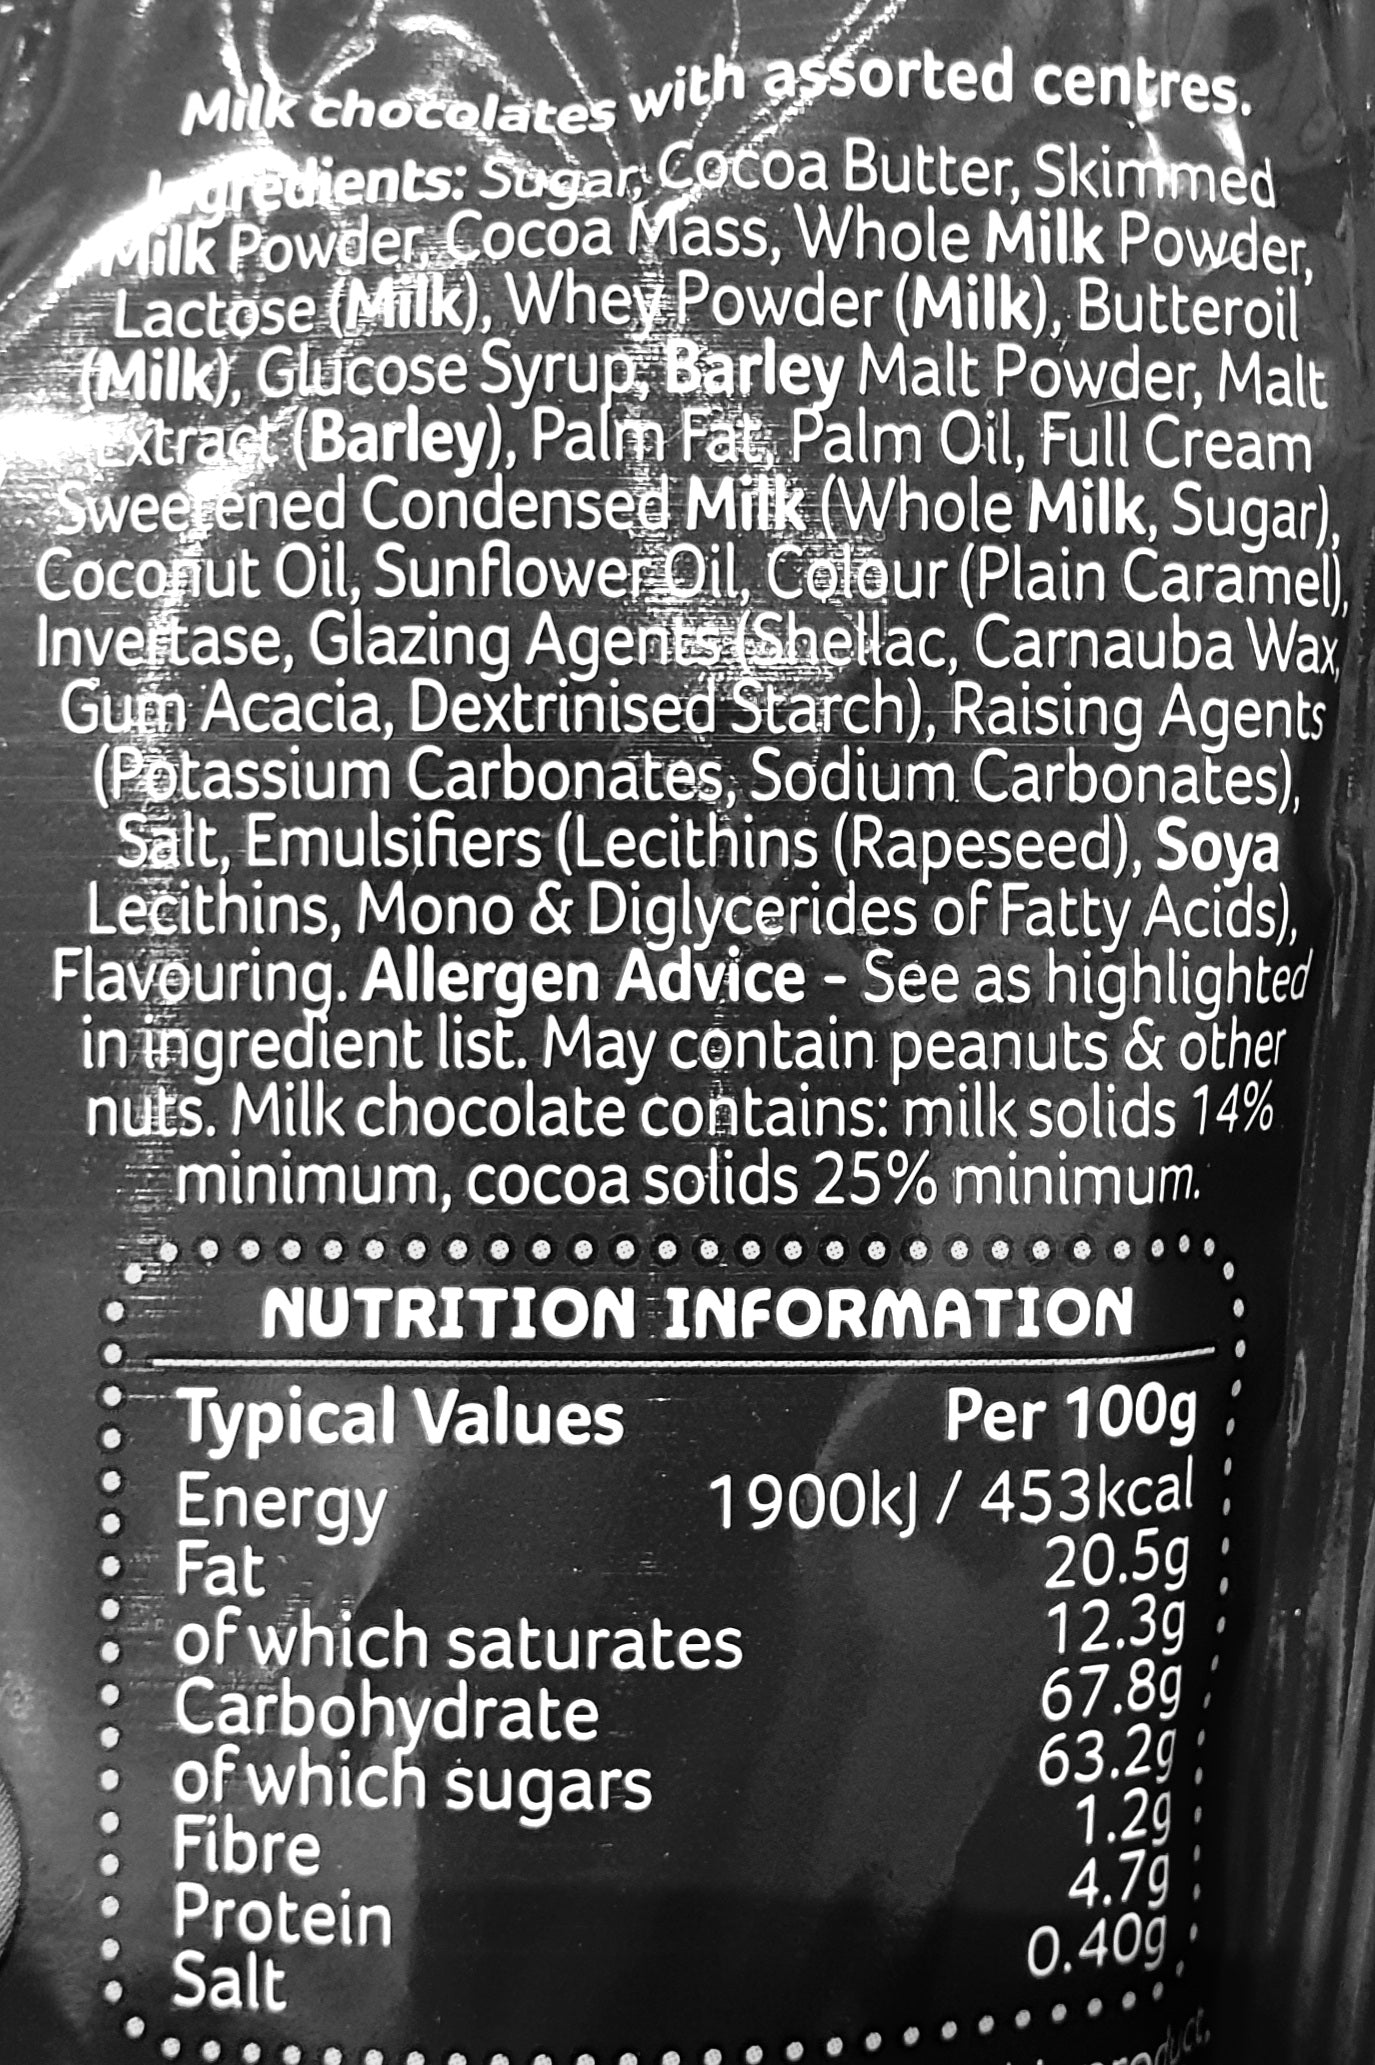 Milk chocolates with assorted centres.
Ingredients: Sugar, Cocoa Butter, Skimmed
Milk Powder, Cocoa Mass, Whole Milk Powder,
Lactose (Milk), Whey Powder (Milk), Butteroil
(Milk), Glucose Syrup, Barley Malt Powder, Malt
Extract (Barley), Palm Fat, Palm Oil, Full Cream
Sweetened Condensed Milk (Whole Milk, Sugar),
Coconut Oil, Sunflower Oil, Colour (Plain Caramel),
Invertase, Glazing Agents (Shellac, Carnauba Wax,
Gum Acacia, Dextrinised Starch), Raising Agents
(Potassium Carbonates, Sodium Carbonates),
Salt, Emulsifiers (Lecithins (Rapeseed), Soya
Lecithins, Mono & Diglycerides of Fatty Acids),
Flavouring. Allergen Advice - See as highlighted
in ingredient list. May contain peanuts & other
nuts. Milk chocolate contains: milk solids 14%
minimum, cocoa solids 25% minimum.
NUTRITION INFORMATION
Typical Values Per 100g
Energy 1900kJ / 453kcal
Fat 20.5g
of which saturates 12.3g
Carbohydrate 67.8g
of which sugars 63.2g
Fibre 1.2g
Protein 4.7g
Salt 0.40g